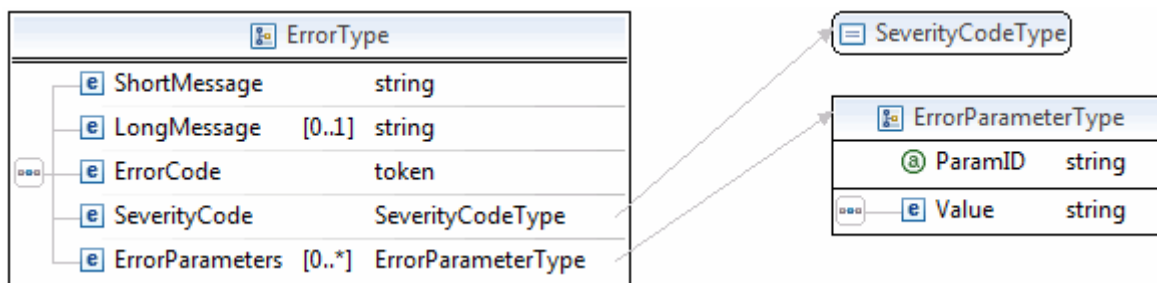 ErrorType
e ShortMessage string
e LongMessage [0..1] string
e ErrorCode token
e SeverityCode SeverityCodeType
e ErrorParameters [0..*] ErrorParameterType
SeverityCodeType
ErrorParameterType
a ParamID string
e Value string